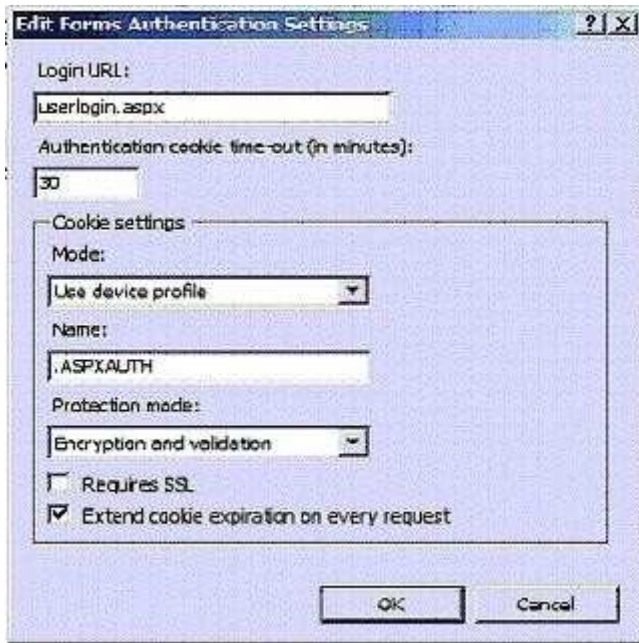 Edit Forms Authentication Settings
Login URL:
userlogin.aspx
Authentication cookie time-out (in minutes):
30
Cookie settings
Mode:
Use device profile
Name:
.ASPXAUTH
Protection mode:
Encryption and validation
Requires SSL
Extend cookie expiration on every request
OK Cancel